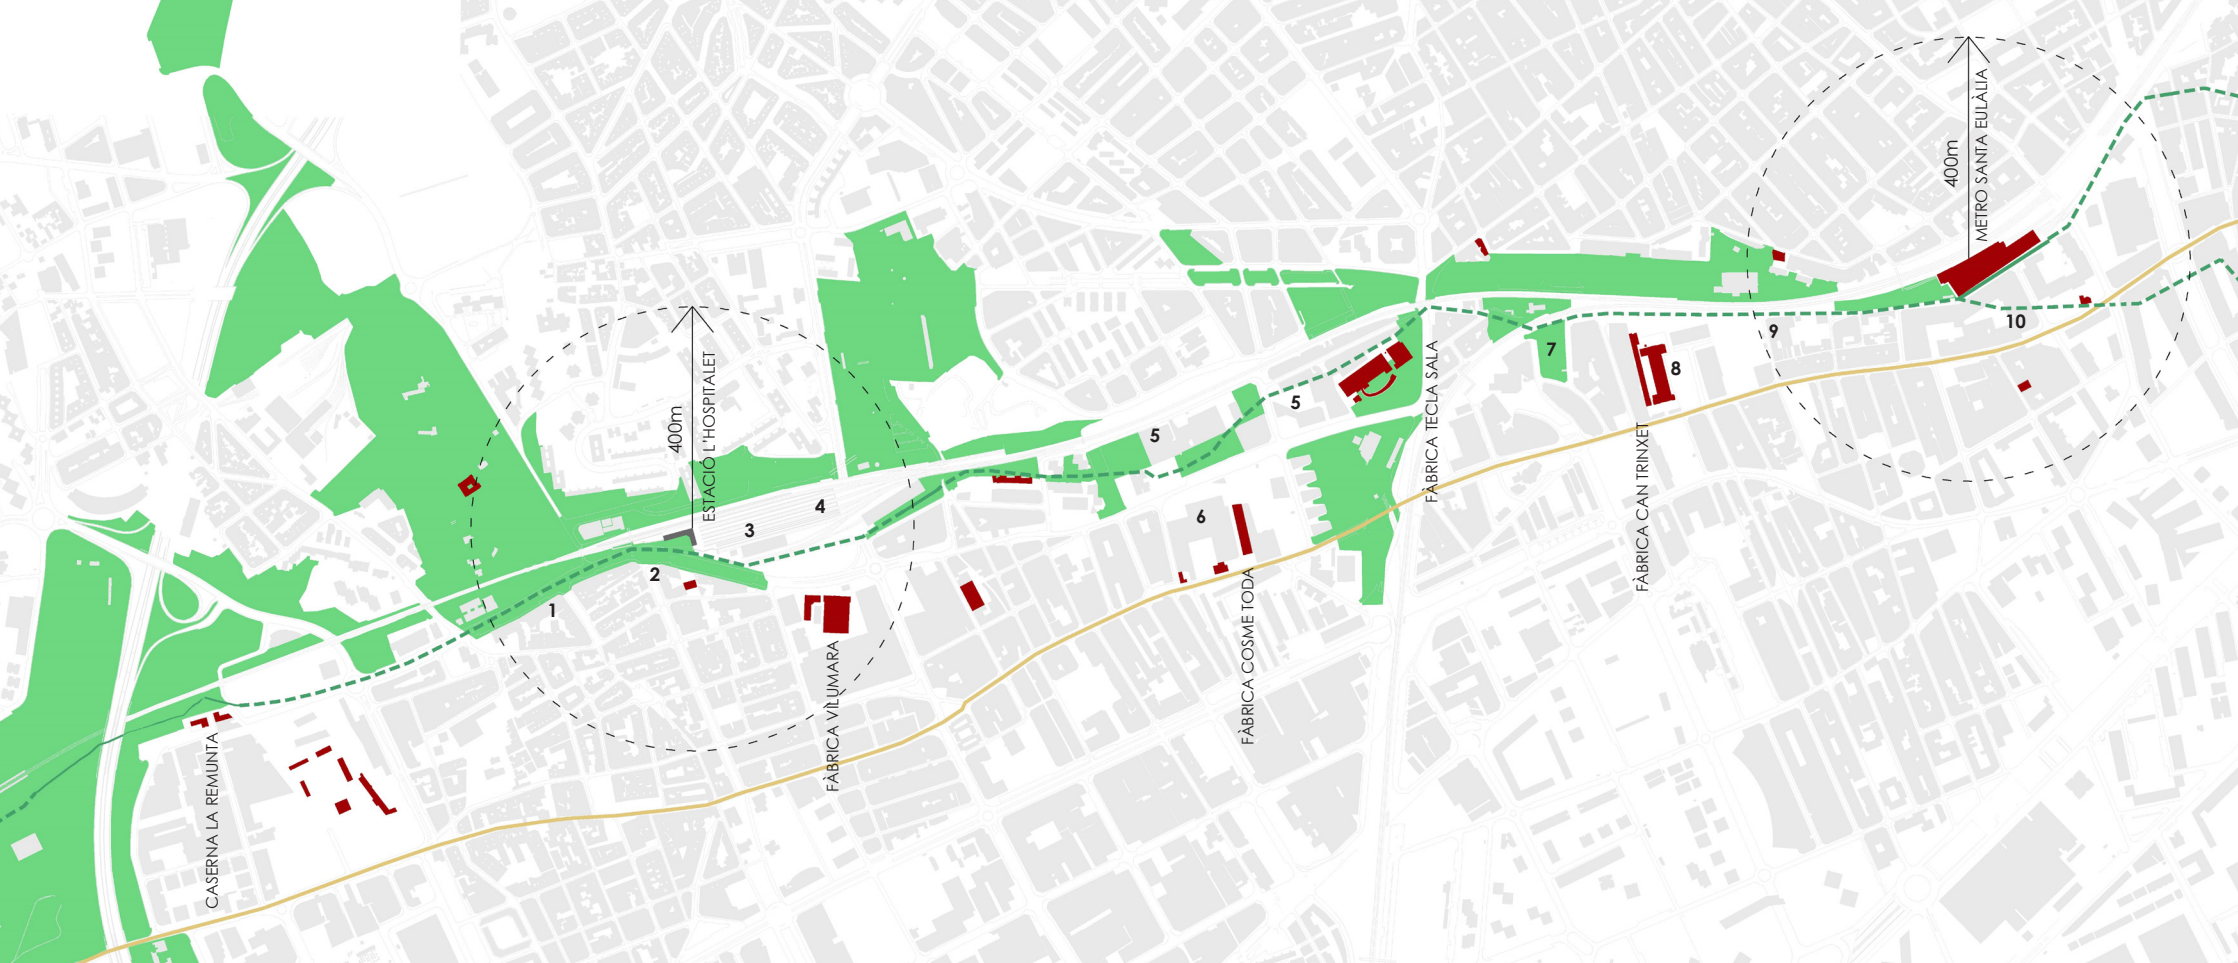 METRO SANTA EULÀLIA
400m
ESTACIÓ L'HOSPITALET
400m
FÀBRICA TECLA SALA
FÀBRICA CAN TRINXET
FÀBRICA COSME TODA
FÀBRICA VILUMARA
CASERNA LA REMUNTA
1
2
3
4
5
5
6
7
8
9
10